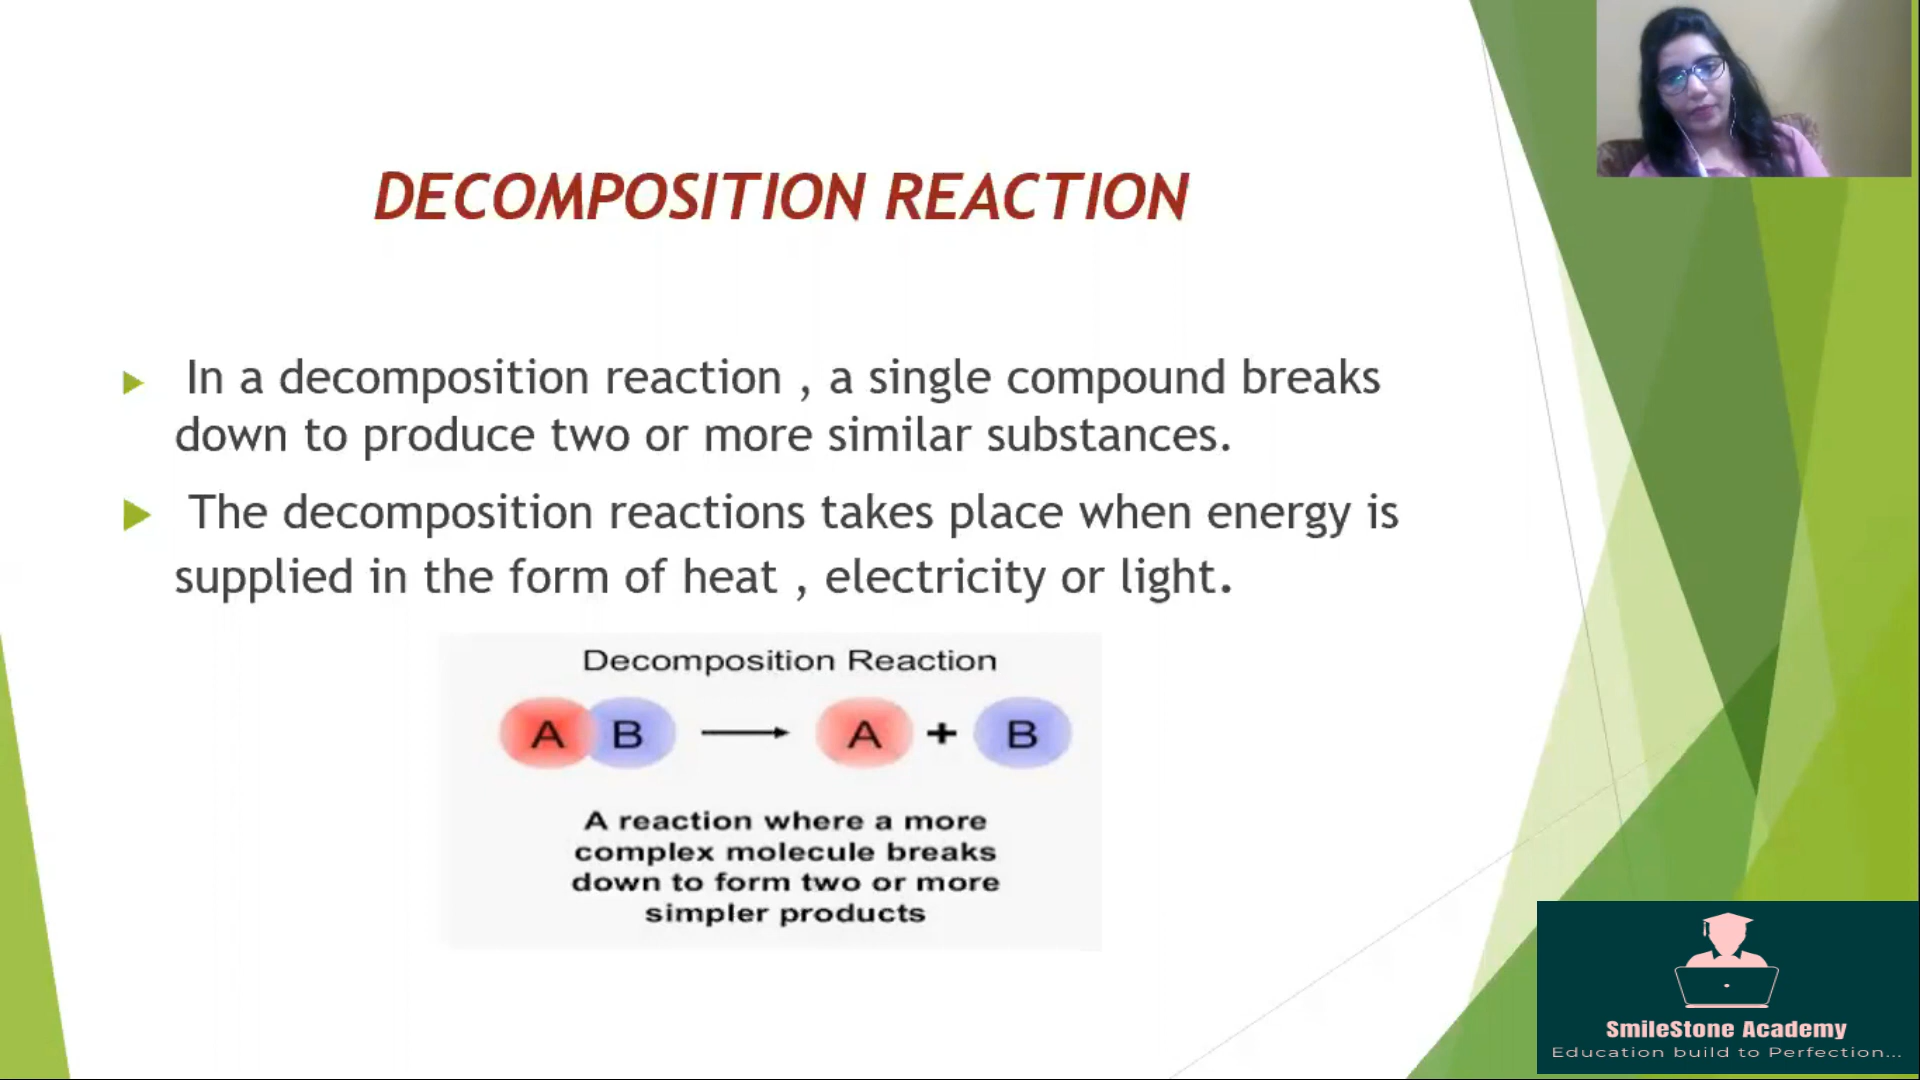 DECOMPOSITION REACTION
In a decomposition reaction , a single compound breaks
down to produce two or more similar substances.
The decomposition reactions takes place when energy is
supplied in the form of heat , electricity or light.
Decomposition Reaction
A B → A + B
A reaction where a more
complex molecule breaks
down to form two or more
simpler products
SmileStone Academy
Education build to Perfection...